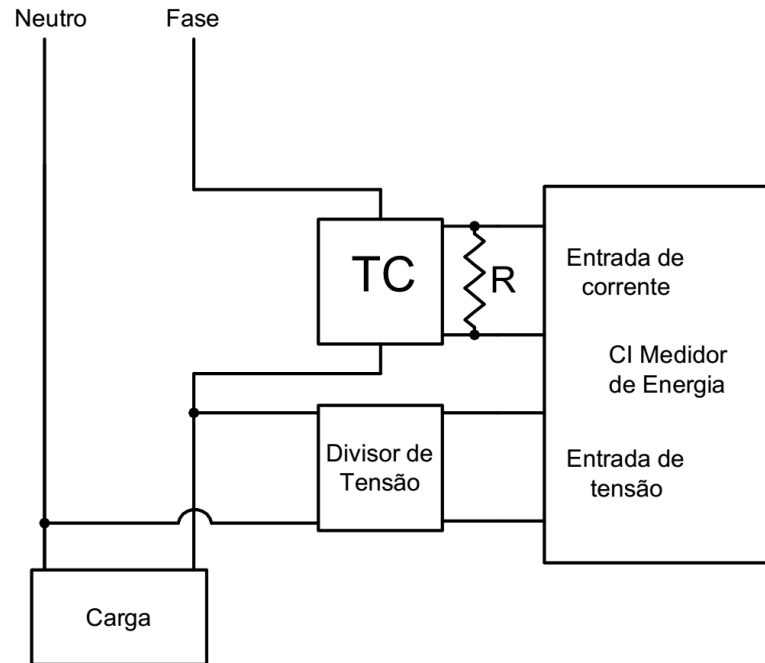 Neutro
Fase
TC
R
Entrada de
corrente
CI Medidor
de Energia
Divisor de
Tensão
Entrada de
tensão
Carga